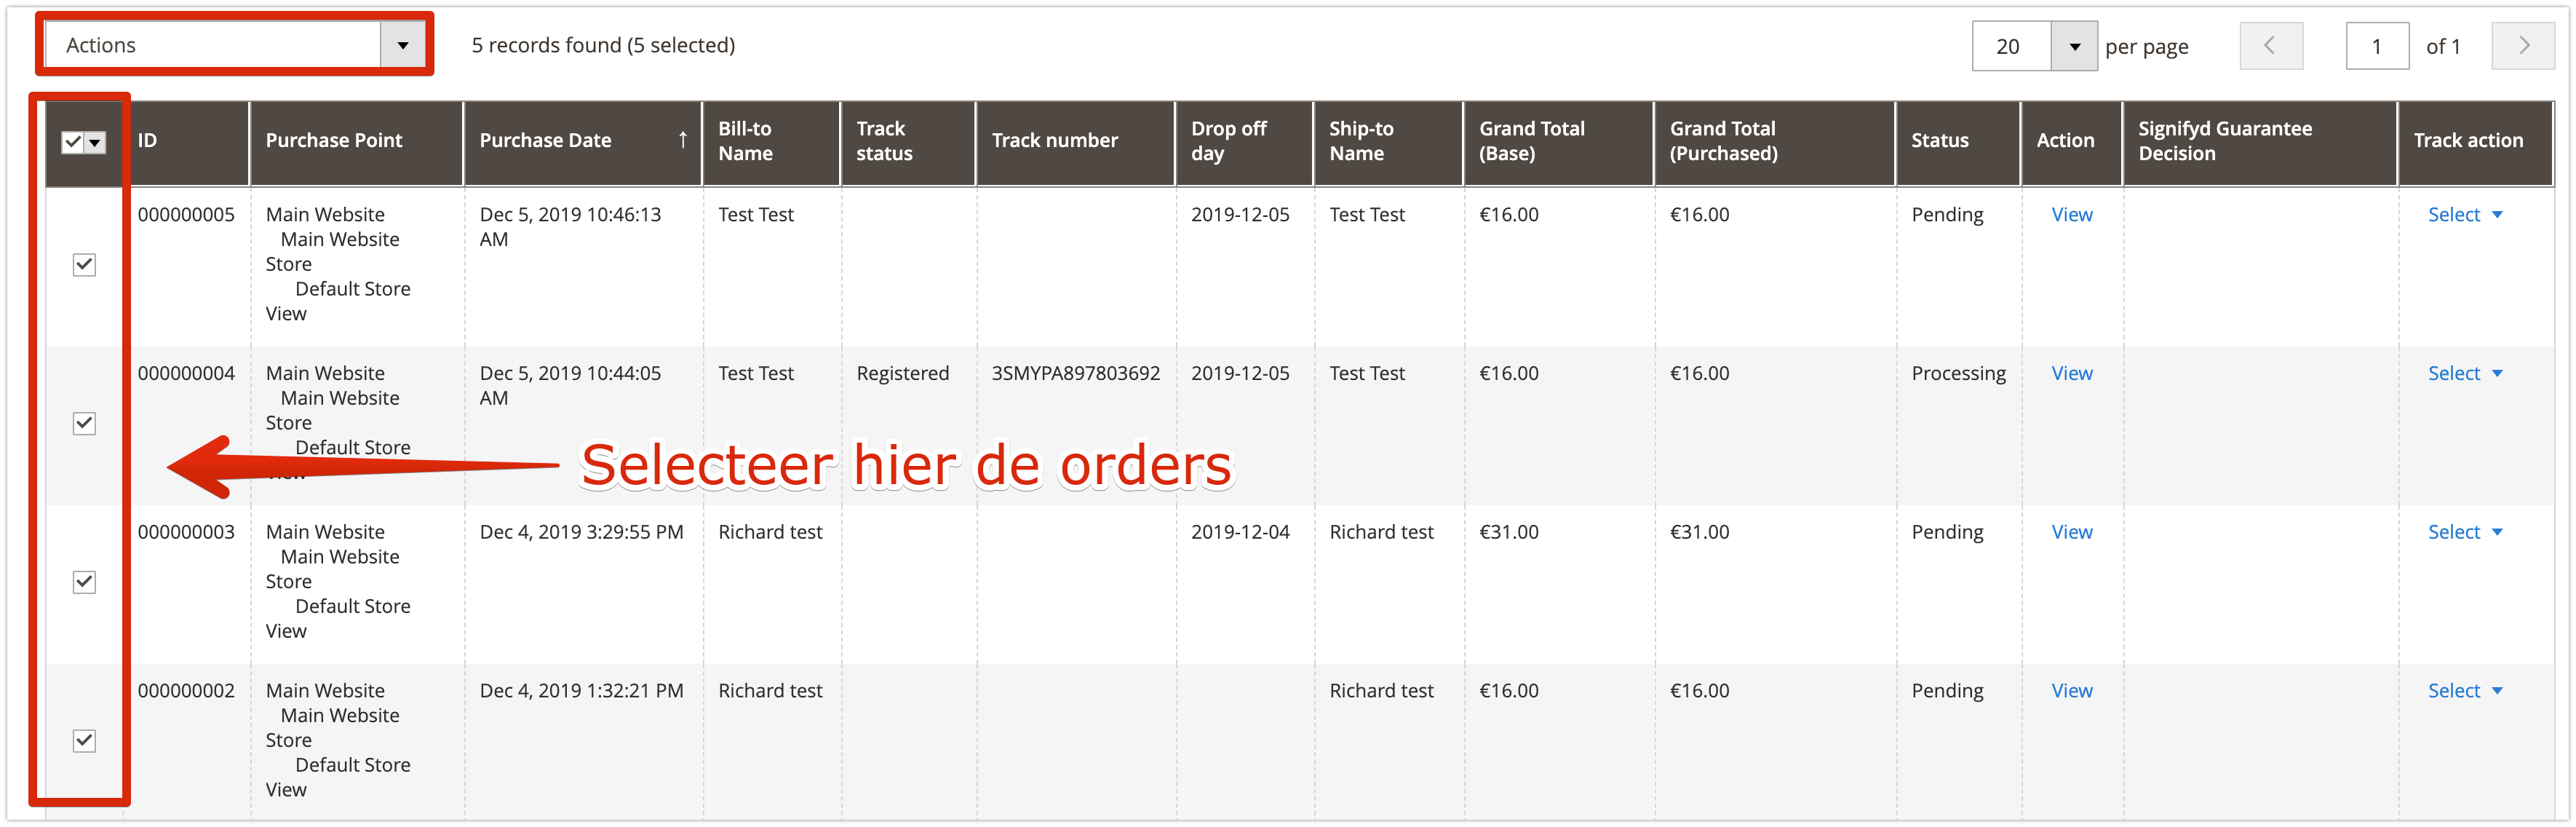 Actions
5 records found (5 selected)
20
per page
1
of 1
ID
Purchase Point
Purchase Date ↑
Bill-to
Name
Track
status
Track number
Drop off
day
Ship-to
Name
Grand Total
(Base)
Grand Total
(Purchased)
Status
Action
Signifyd Guarantee
Decision
Track action
000000005
Main Website
Main Website
Store
Default Store
View
Dec 5, 2019 10:46:13
AM
Test Test
2019-12-05
Test Test
€16.00
€16.00
Pending
View
Select
000000004
Main Website
Main Website
Store
Default Store
Dec 5, 2019 10:44:05
AM
Test Test
Registered
3SMYPA897803692
2019-12-05
Test Test
€16.00
€16.00
Processing
View
Select
Selecteer hier de orders
000000003
Main Website
Main Website
Store
Default Store
View
Dec 4, 2019 3:29:55 PM
Richard test
2019-12-04
Richard test
€31.00
€31.00
Pending
View
Select
000000002
Main Website
Main Website
Store
Default Store
View
Dec 4, 2019 1:32:21 PM
Richard test
Richard test
€16.00
€16.00
Pending
View
Select